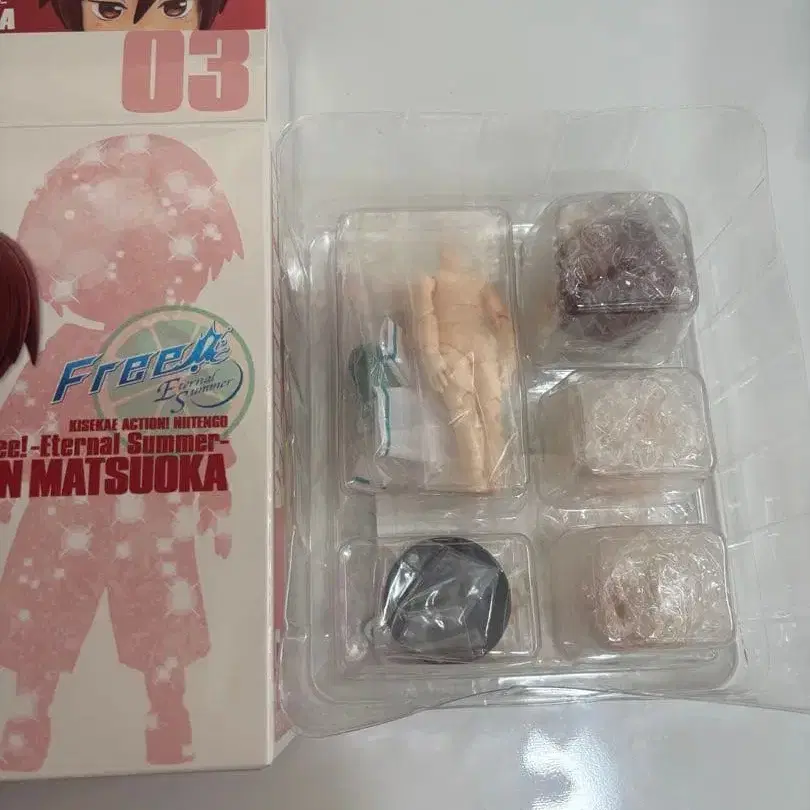 A
03
Free!
Eternal
Summer
KISEKAE ACTION! NIITENGO
ee! -Eternal Summer-
N MATSUOKA